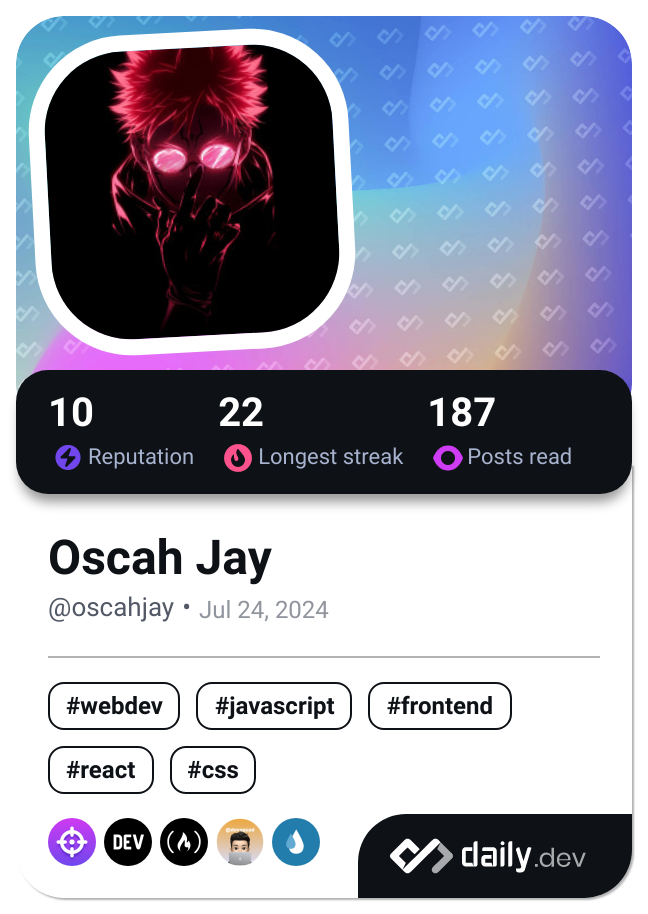 10 22 187
Reputation Longest streak Posts read
Oscah Jay
@oscahjay • Jul 24, 2024
#webdev #javascript #frontend
#react #css
DEV
daily.dev